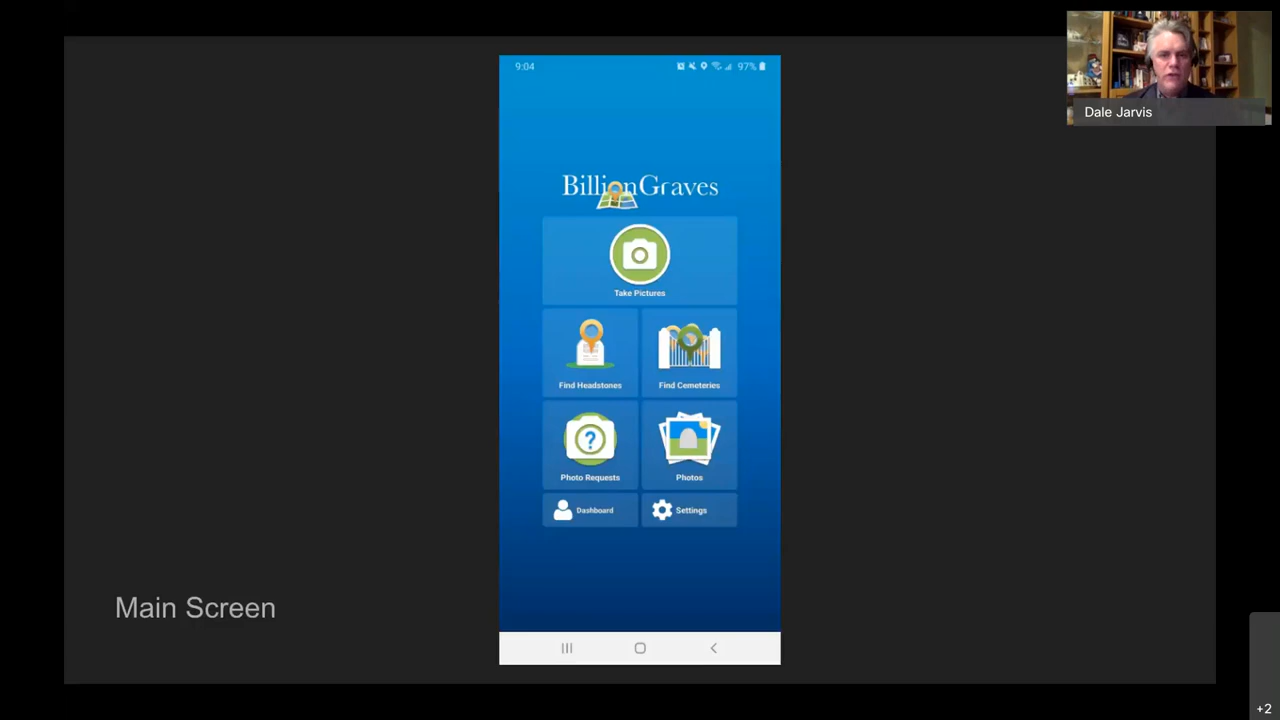 Dale Jarvis
9:04
97%
BillionGraves
Take Pictures
Find Headstones
Find Cemeteries
Photo Requests
Photos
Dashboard
Settings
Main Screen
+2